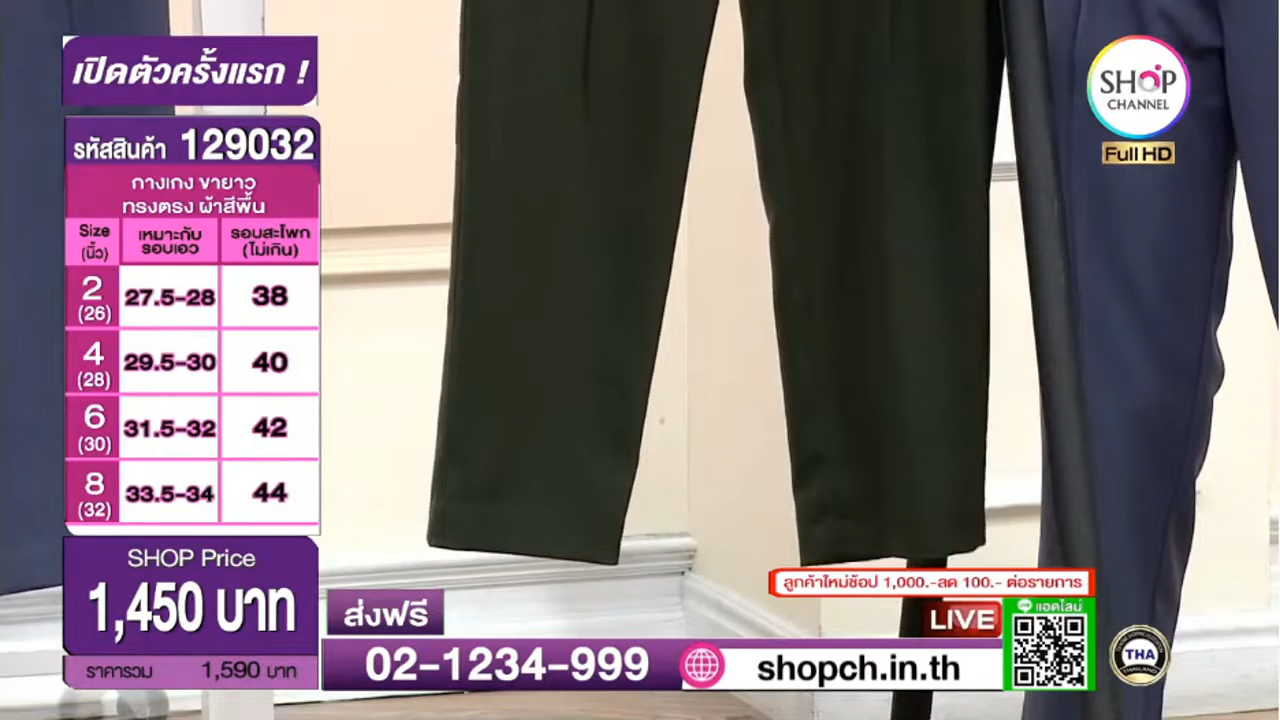 เปิดตัวครั้งแรก !
รหัสสินค้า 129032
กางเกง ขายาว
ทรงตรง ผ้าสีพื้น
Size (นิ้ว) เหมาะกับ รอบเอว รอบสะโพก (ไม่เกิน)
2 (26) 27.5-28 38
4 (28) 29.5-30 40
6 (30) 31.5-32 42
8 (32) 33.5-34 44
SHOP Price
1,450 บาท
ราคารวม 1,590 บาท
ส่งฟรี
02-1234-999 shopch.in.th
SHOP
CHANNEL
Full HD
ลูกค้าใหม่ช้อป 1,000.-ลด 100.- ต่อรายการ
LIVE
แอดไลน์
THA